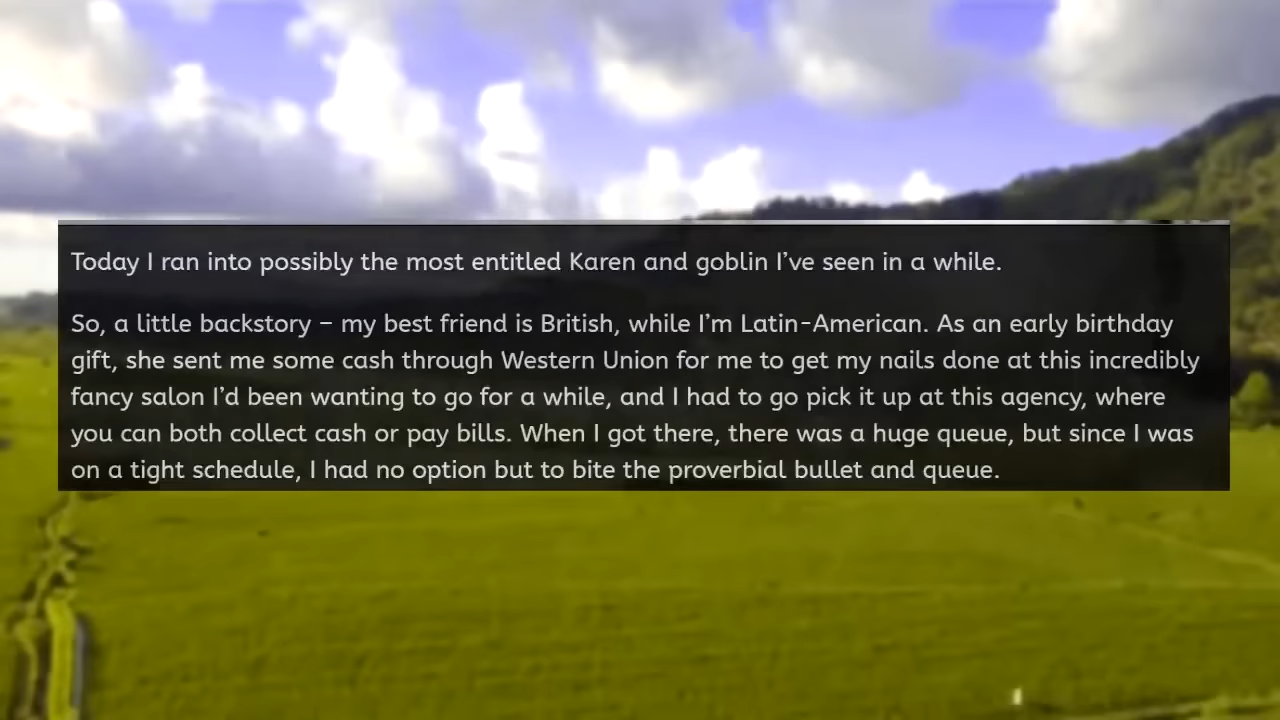 Today I ran into possibly the most entitled Karen and goblin I’ve seen in a while.
So, a little backstory – my best friend is British, while I’m Latin-American. As an early birthday
gift, she sent me some cash through Western Union for me to get my nails done at this incredibly
fancy salon I’d been wanting to go for a while, and I had to go pick it up at this agency, where
you can both collect cash or pay bills. When I got there, there was a huge queue, but since I was
on a tight schedule, I had no option but to bite the proverbial bullet and queue.